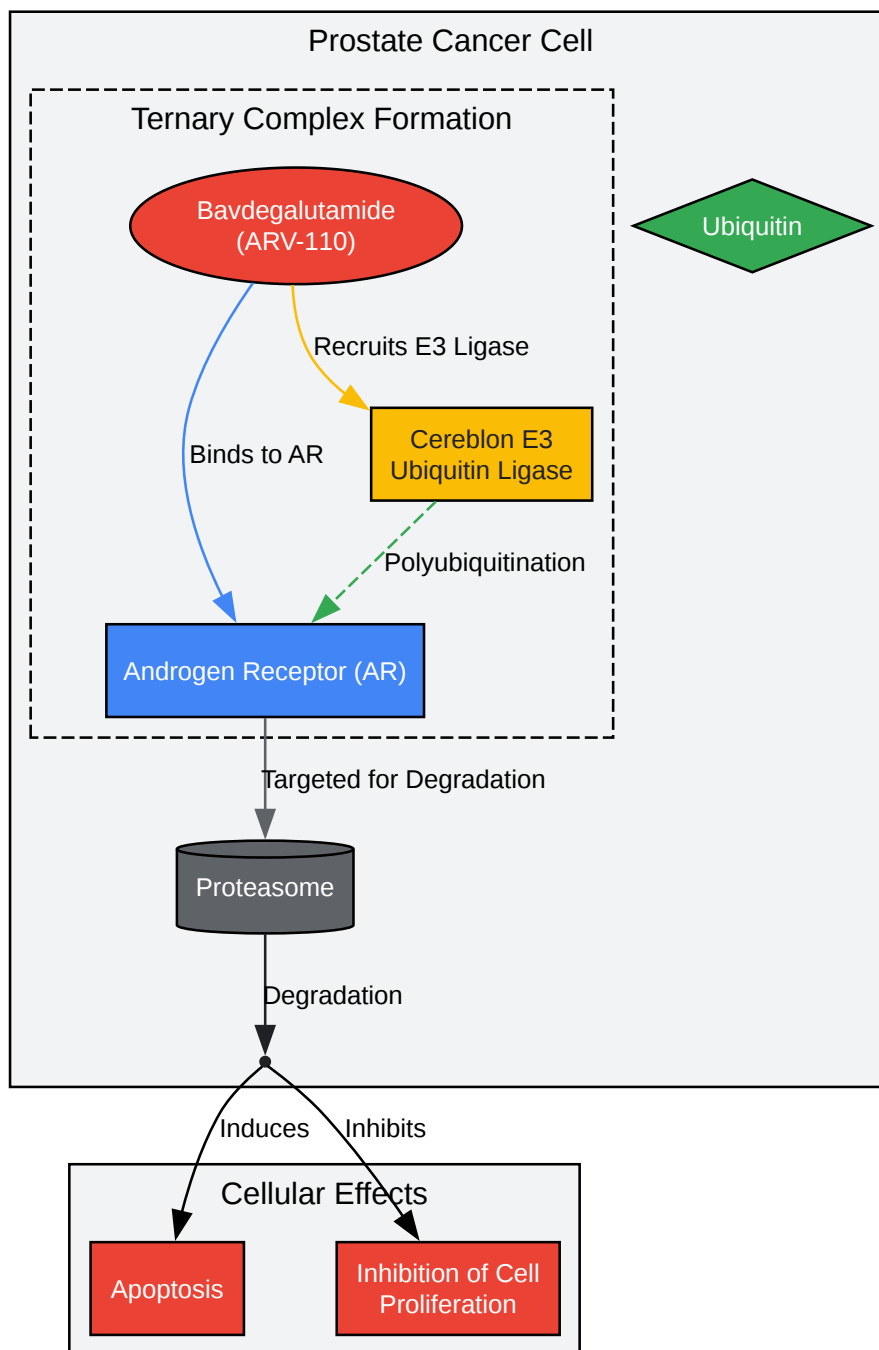 Prostate Cancer Cell
Ternary Complex Formation
Bavdegalutamide
(ARV-110)
Ubiquitin
Recruits E3 Ligase
Cereblon E3
Ubiquitin Ligase
Binds to AR
Polyubiquitination
Androgen Receptor (AR)
Targeted for Degradation
Proteasome
Degradation
Induces
Inhibits
Cellular Effects
Apoptosis
Inhibition of Cell
Proliferation